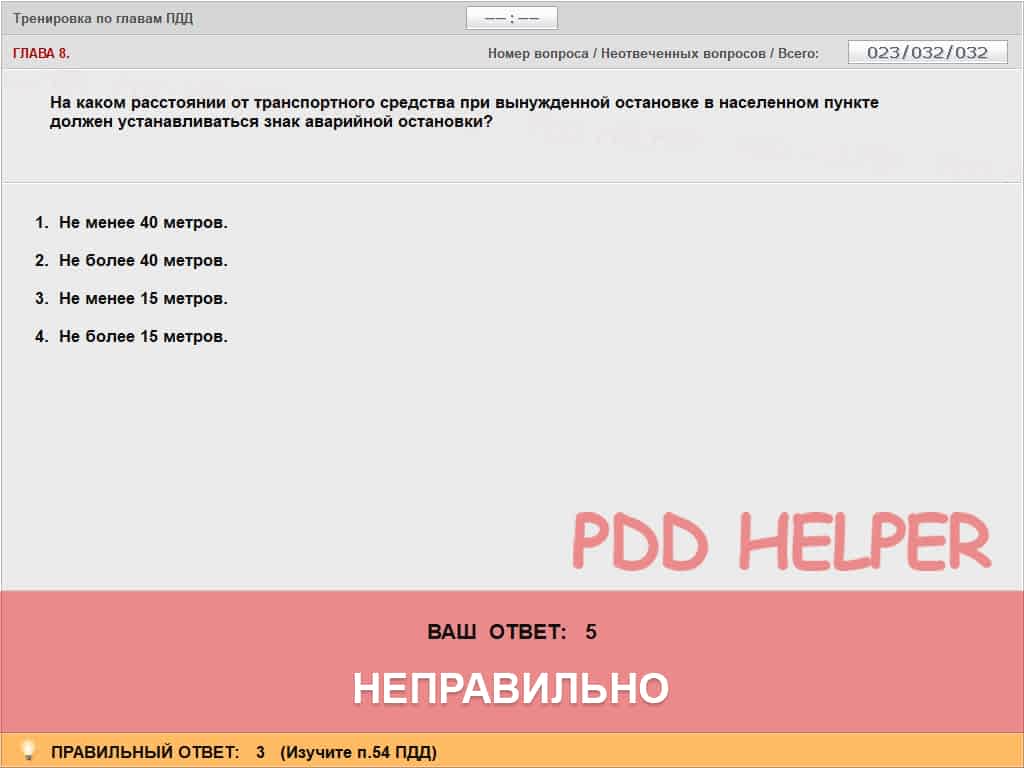 Тренировка по главам ПДД
—— : ——
ГЛАВА 8.
Номер вопроса / Неотвеченных вопросов / Всего:
023/032/032
На каком расстоянии от транспортного средства при вынужденной остановке в населенном пункте
должен устанавливаться знак аварийной остановки?
1. Не менее 40 метров.
2. Не более 40 метров.
3. Не менее 15 метров.
4. Не более 15 метров.
PDD HELPER
ВАШ ОТВЕТ: 5
НЕПРАВИЛЬНО
ПРАВИЛЬНЫЙ ОТВЕТ: 3 (Изучите п.54 ПДД)